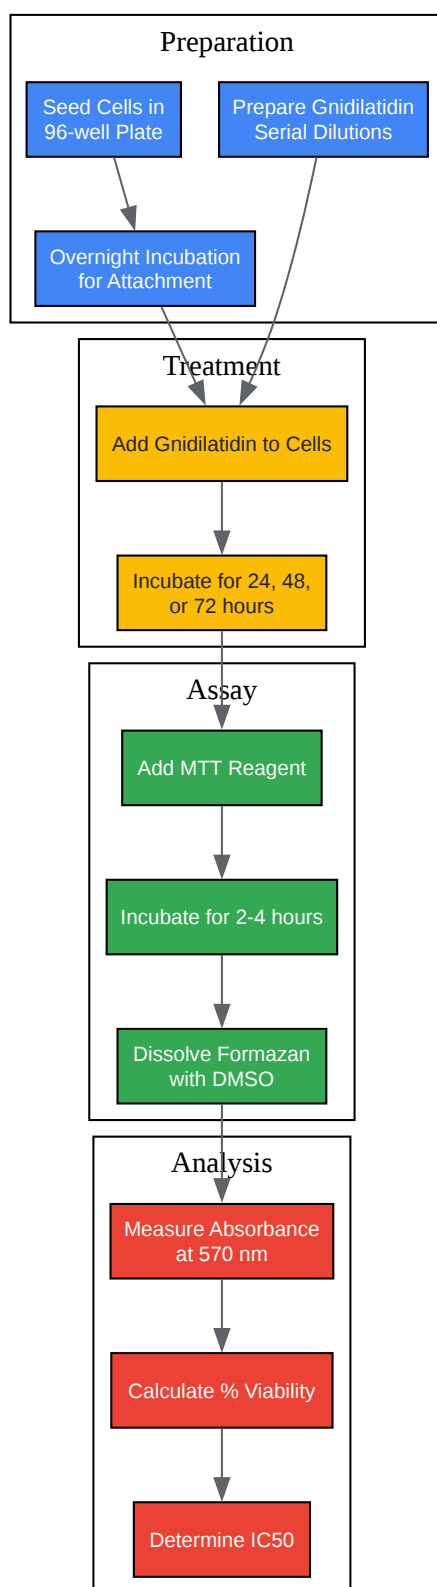 Preparation
Seed Cells in
96-well Plate
Prepare Gnidilatidin
Serial Dilutions
Overnight Incubation
for Attachment
Treatment
Add Gnidilatidin to Cells
Incubate for 24, 48,
or 72 hours
Assay
Add MTT Reagent
Incubate for 2-4 hours
Dissolve Formazan
with DMSO
Analysis
Measure Absorbance
at 570 nm
Calculate % Viability
Determine IC50